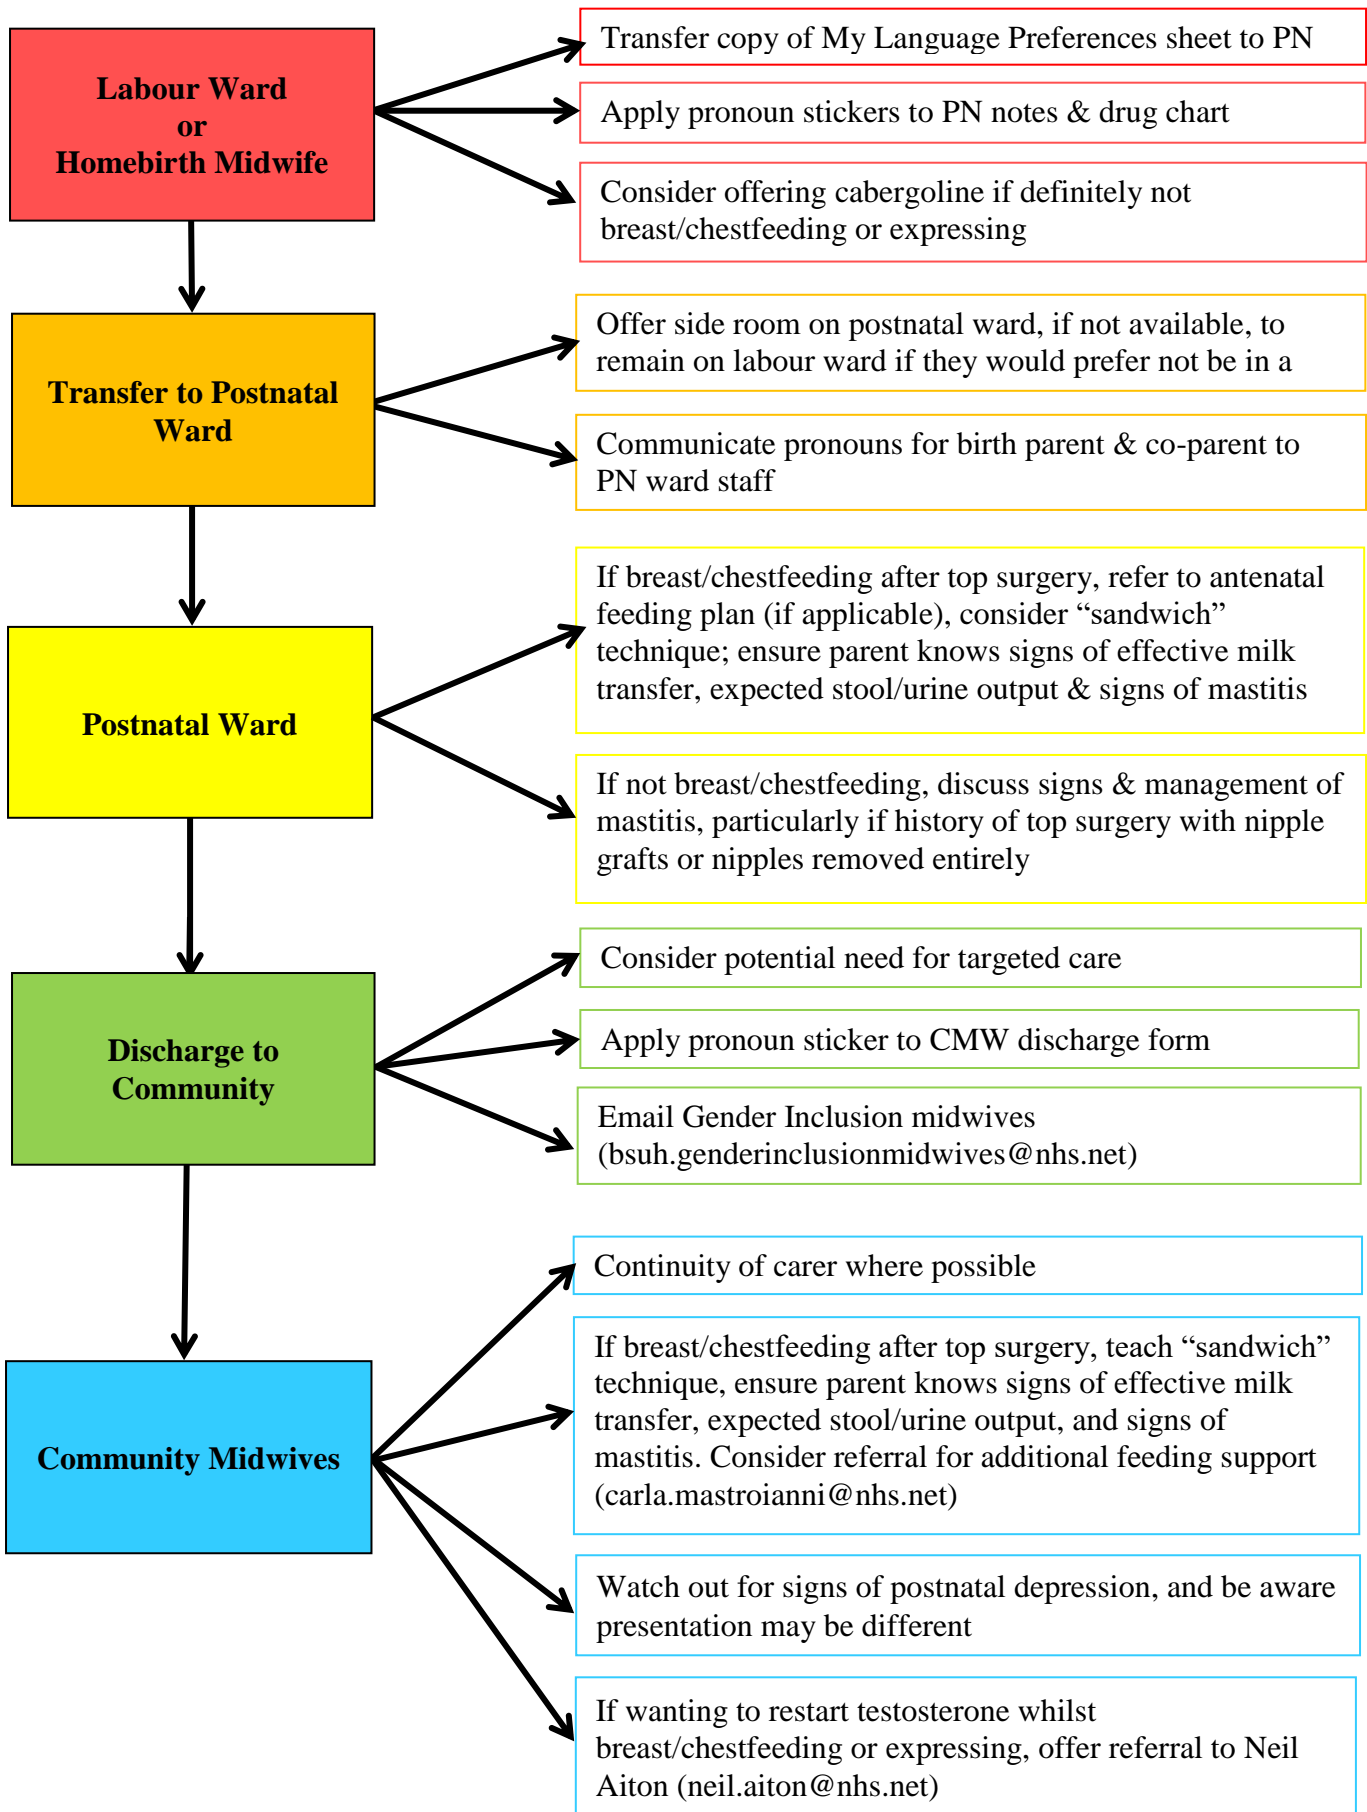 Labour Ward
or
Homebirth Midwife
Transfer copy of My Language Preferences sheet to PN
Apply pronoun stickers to PN notes & drug chart
Consider offering cabergoline if definitely not
breast/chestfeeding or expressing
Transfer to Postnatal
Ward
Offer side room on postnatal ward, if not available, to
remain on labour ward if they would prefer not be in a
Communicate pronouns for birth parent & co-parent to
PN ward staff
Postnatal Ward
If breast/chestfeeding after top surgery, refer to antenatal
feeding plan (if applicable), consider “sandwich”
technique; ensure parent knows signs of effective milk
transfer, expected stool/urine output & signs of mastitis
If not breast/chestfeeding, discuss signs & management of
mastitis, particularly if history of top surgery with nipple
grafts or nipples removed entirely
Discharge to
Community
Consider potential need for targeted care
Apply pronoun sticker to CMW discharge form
Email Gender Inclusion midwives
(bsuh.genderinclusionmidwives@nhs.net)
Community Midwives
Continuity of carer where possible
If breast/chestfeeding after top surgery, teach “sandwich”
technique, ensure parent knows signs of effective milk
transfer, expected stool/urine output, and signs of
mastitis. Consider referral for additional feeding support
(carla.mastroianni@nhs.net)
Watch out for signs of postnatal depression, and be aware
presentation may be different
If wanting to restart testosterone whilst
breast/chestfeeding or expressing, offer referral to Neil
Aiton (neil.aiton@nhs.net)